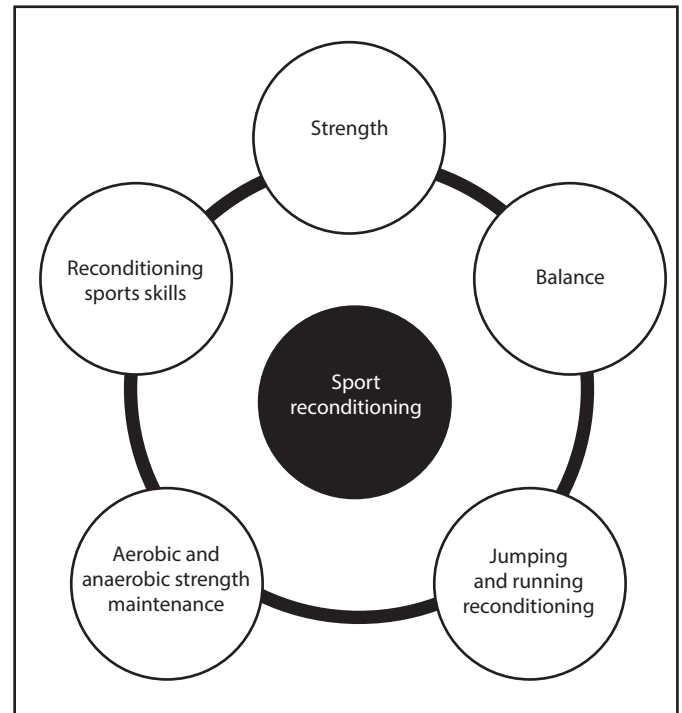 Strength
Balance
Jumping
and running
reconditioning
Aerobic and
anaerobic strength
maintenance
Reconditioning
sports skills
Sport
reconditioning